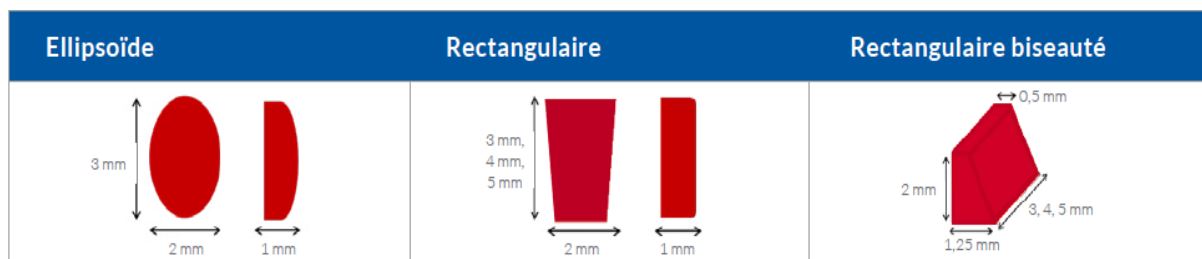 Ellipsoïde
Rectangulaire
Rectangulaire biseauté
3 mm
2 mm
1 mm
3 mm,
4 mm,
5 mm
2 mm
1 mm
0,5 mm
2 mm
3, 4, 5 mm
1,25 mm